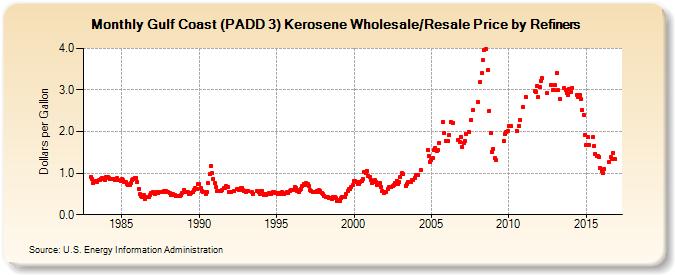 Monthly Gulf Coast (PADD 3) Kerosene Wholesale/Resale Price by Refiners
Dollars per Gallon
4.0
3.0
2.0
1.0
0.0
1985 1990 1995 2000 2005 2010 2015
Source: U.S. Energy Information Administration